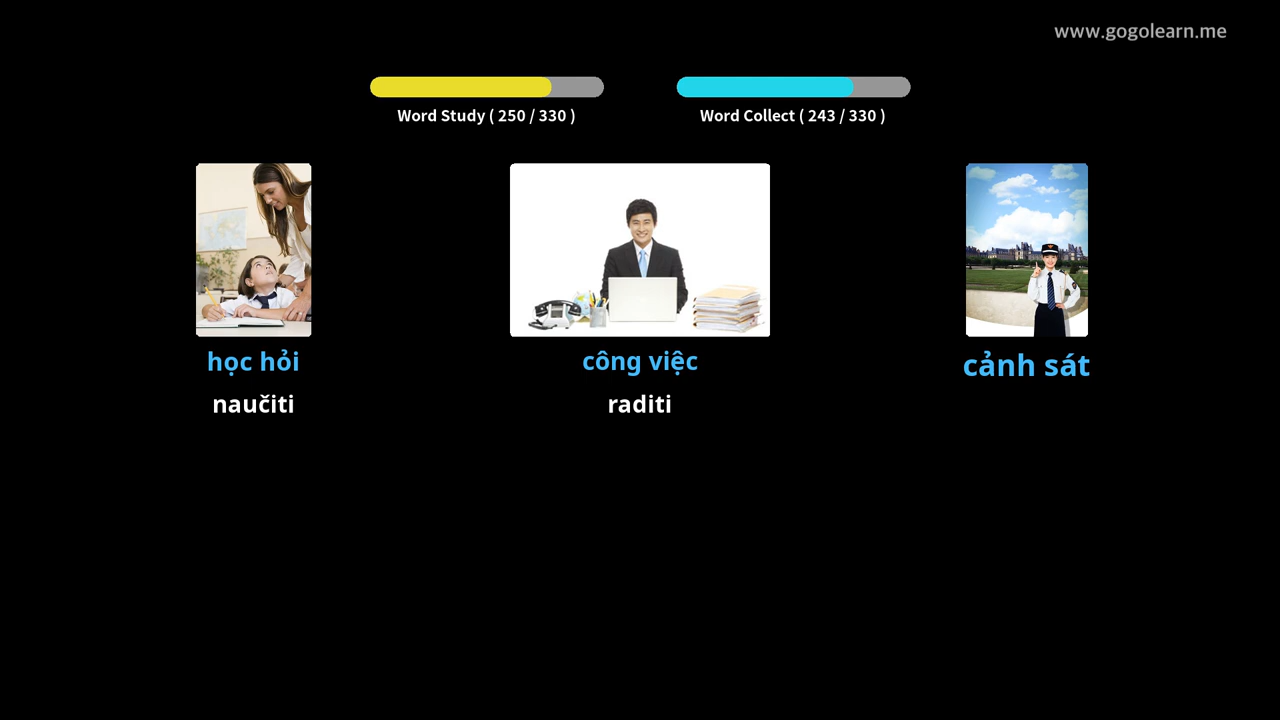 www.gogolearn.me
Word Study ( 250 / 330 )
Word Collect ( 243 / 330 )
học hỏi
công việc
cảnh sát
naučiti
raditi